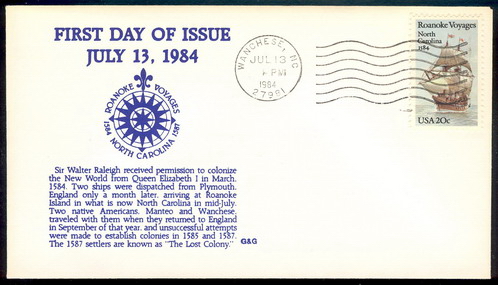 FIRST DAY OF ISSUE
JULY 13, 1984
ROANOKE VOYAGES
1584 NORTH CAROLINA 1587
Sir Walter Raleigh received permission to colonize
the New World from Queen Elizabeth I in March,
1584. Two ships were dispatched from Plymouth,
England only a month later, arriving at Roanoke
Island in what is now North Carolina in mid-July.
Two native Americans, Manteo and Wanchese,
traveled with them when they returned to England
in September of that year, and unsuccessful attempts
were made to establish colonies in 1585 and 1587.
The 1587 settlers are known as "The Lost Colony."
G&G
WANCHESE, NC
JUL 13
PM
1984
27981
Roanoke Voyages
North
Carolina
1584
USA 20c